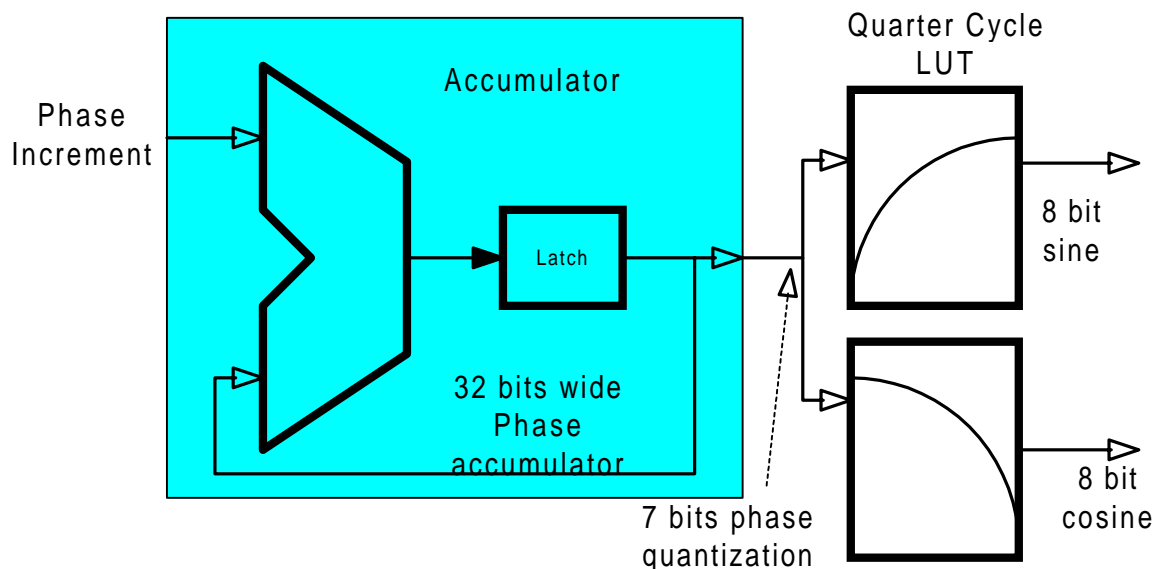 Quarter Cycle
LUT
Accumulator
Phase
Increment
Latch
8 bit
sine
32 bits wide
Phase
accumulator
7 bits phase
quantization
8 bit
cosine